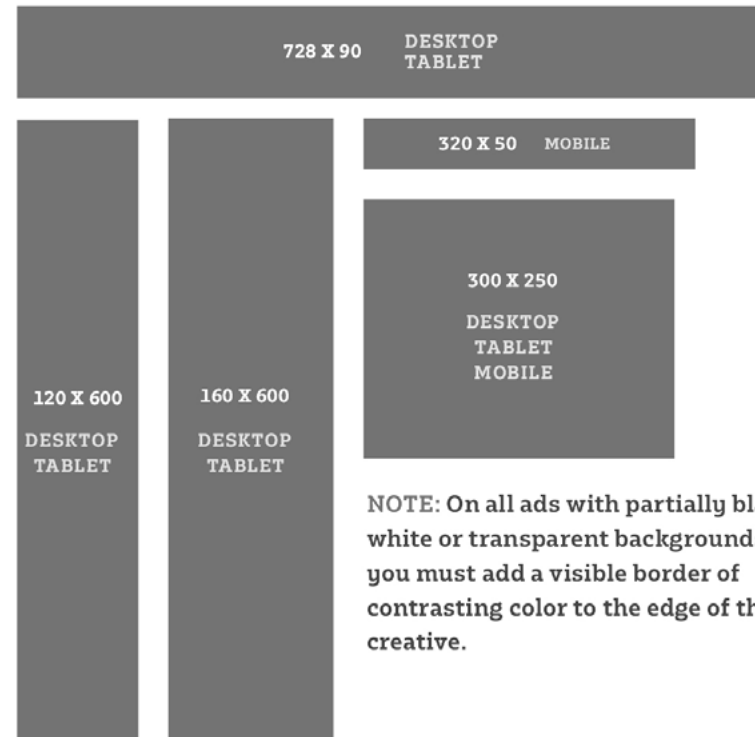 728 X 90
DESKTOP
TABLET
320 X 50 MOBILE
300 X 250
DESKTOP
TABLET
MOBILE
120 X 600
DESKTOP
TABLET
160 X 600
DESKTOP
TABLET
NOTE: On all ads with partially
white or transparent background
you must add a visible border of
contrasting color to the edge of
creative.